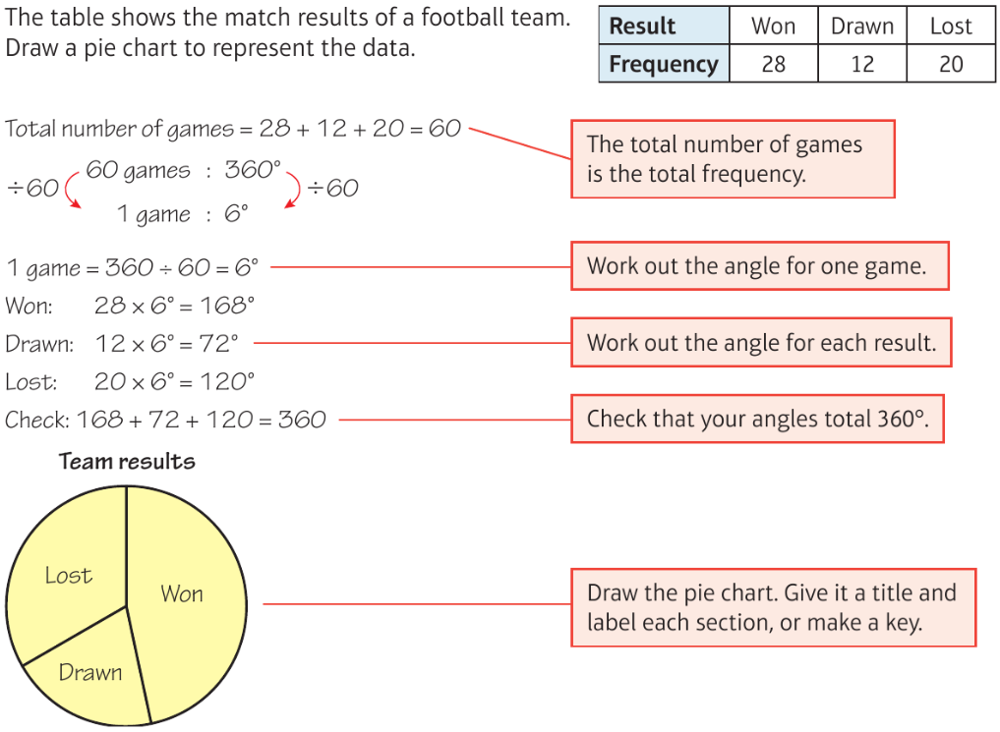 The table shows the match results of a football team.
Draw a pie chart to represent the data.
Result Won Drawn Lost
Frequency 28 12 20
Total number of games = 28 + 12 + 20 = 60
The total number of games
is the total frequency.
60 games : 360°
÷60 ÷60
1 game : 6°
1 game = 360 ÷ 60 = 6°
Work out the angle for one game.
Won: 28 × 6° = 168°
Drawn: 12 × 6° = 72°
Work out the angle for each result.
Lost: 20 × 6° = 120°
Check: 168 + 72 + 120 = 360
Check that your angles total 360°.
Team results
Lost
Won
Drawn
Draw the pie chart. Give it a title and
label each section, or make a key.